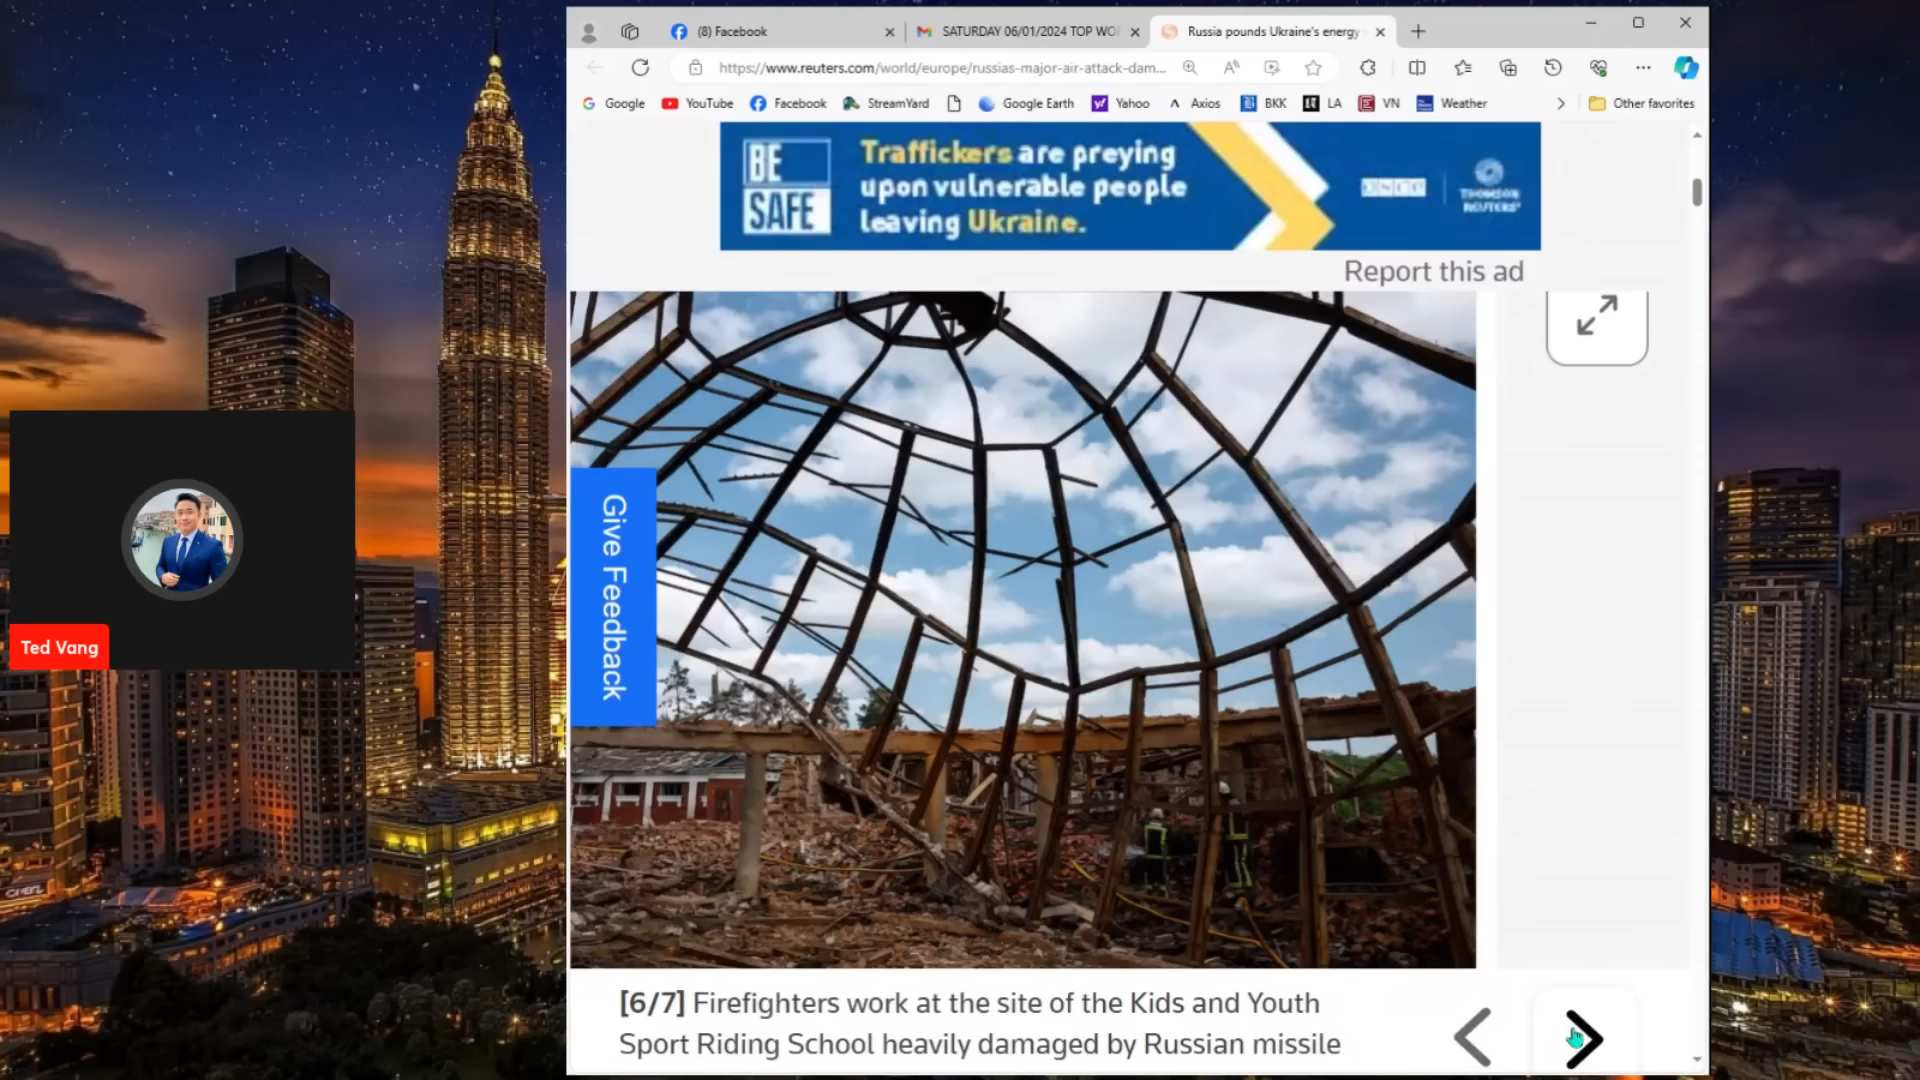 (8) Facebook
SATURDAY 06/01/2024 TOP WO
Russia pounds Ukraine's energy
https://www.reuters.com/world/europe/russias-major-air-attack-dam...
Google
YouTube
Facebook
StreamYard
Google Earth
Yahoo
Axios
BKK
LA
VN
Weather
Other favorites
BE
SAFE
Traffickers are preying
upon vulnerable people
leaving Ukraine.
THOMSON
REUTERS
Report this ad
Give Feedback
Ted Vang
[6/7] Firefighters work at the site of the Kids and Youth
Sport Riding School heavily damaged by Russian missile